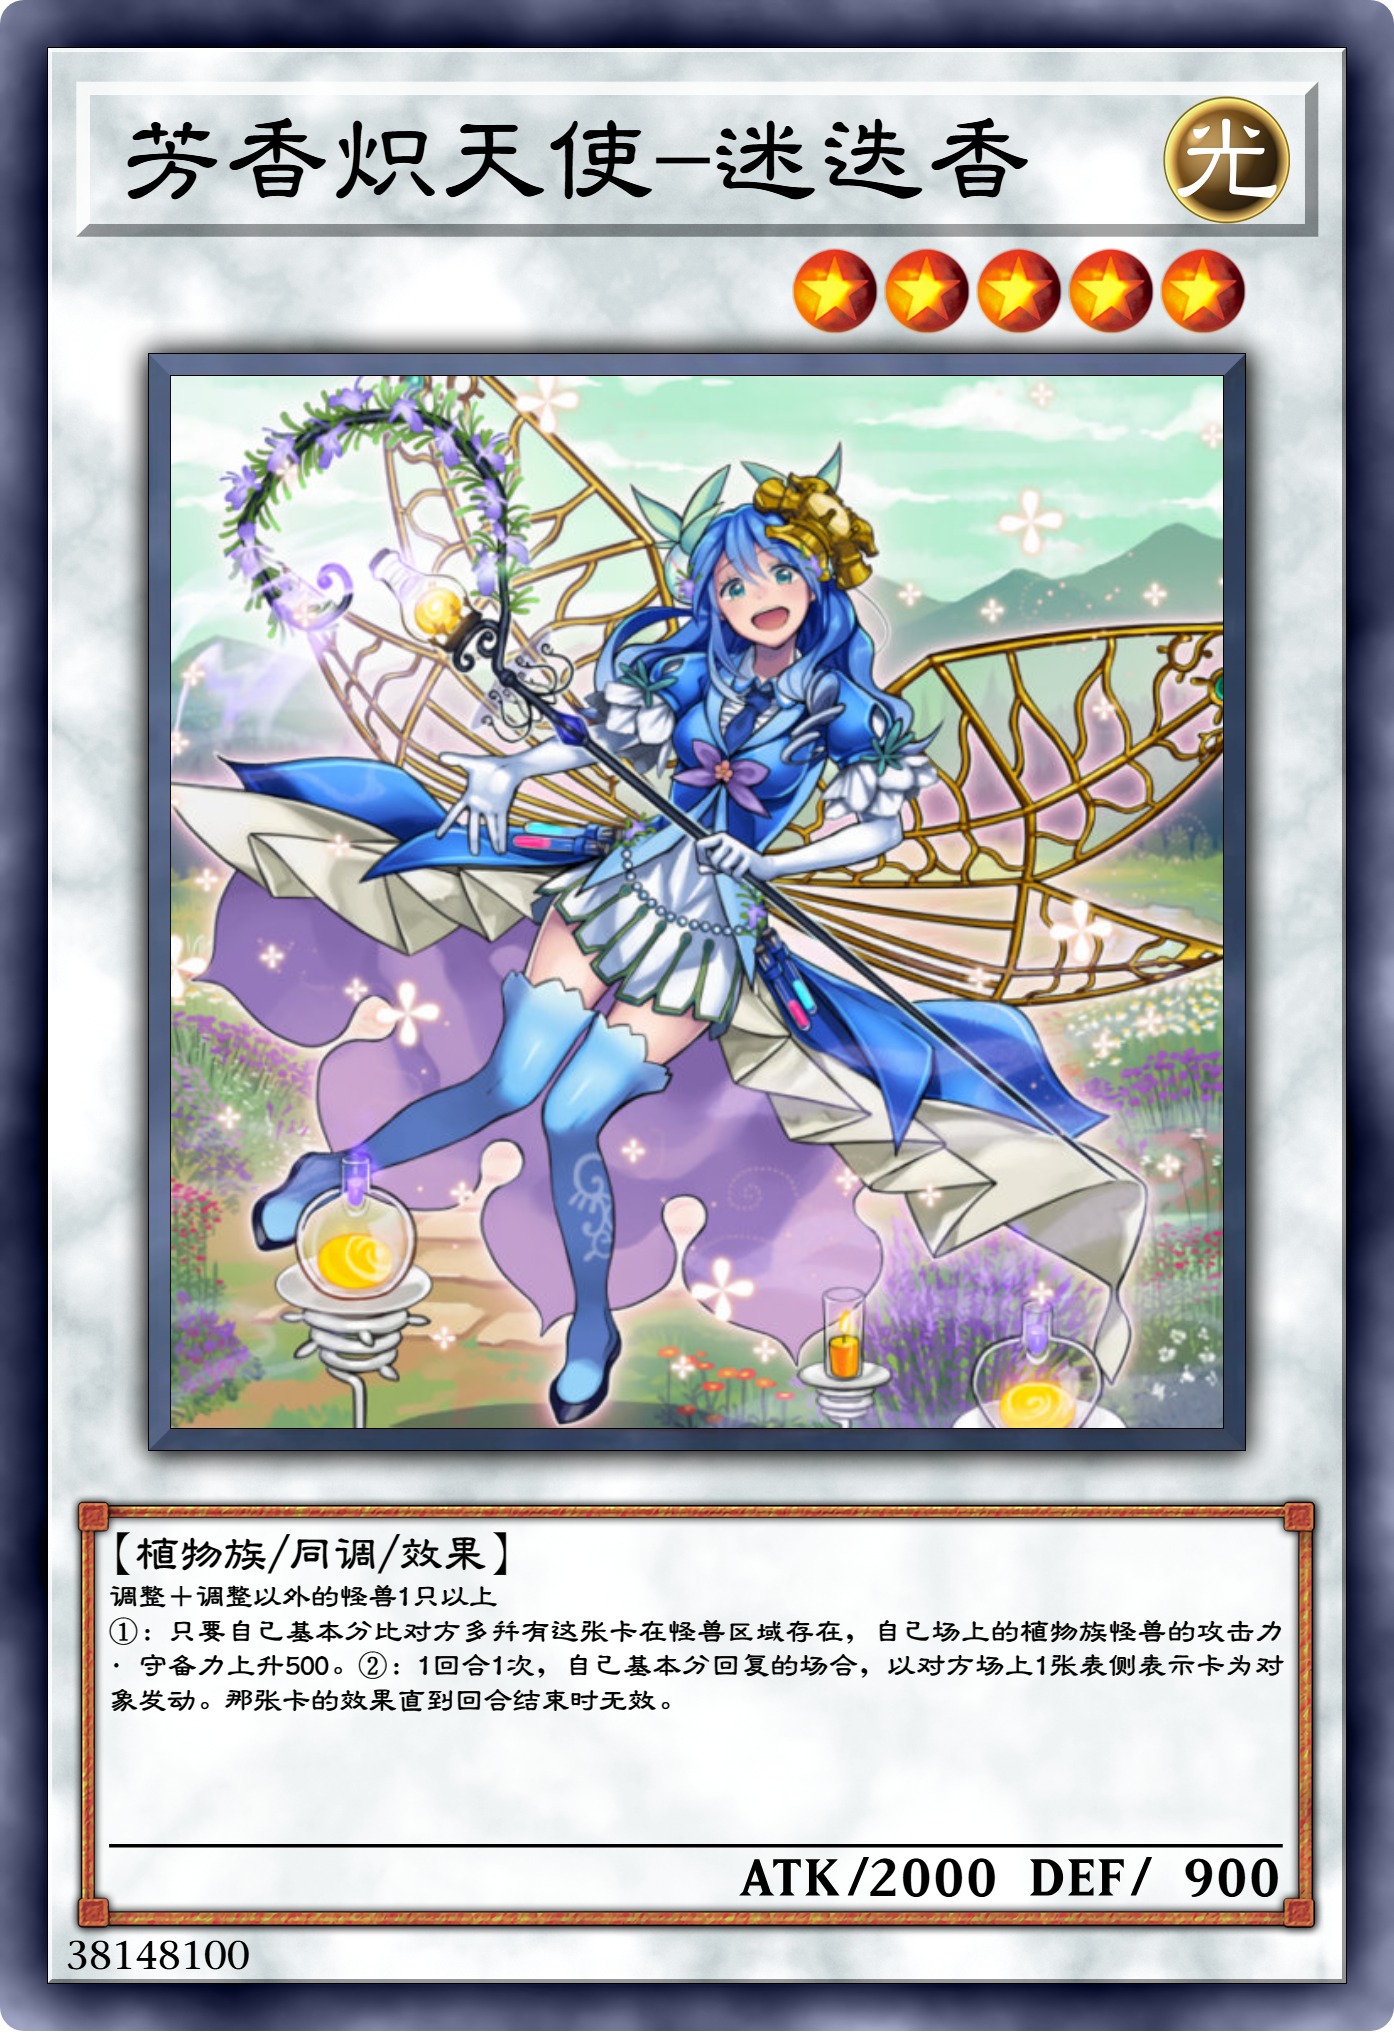 芳香炽天使-迷迭香
光
【植物族/同调/效果】
调整＋调整以外的怪兽1只以上
①：只要自己基本分比对方多并有这张卡在怪兽区域存在，自己场上的植物族怪兽的攻击力
·守备力上升500。②：1回合1次，自己基本分回复的场合，以对方场上1张表侧表示卡为对
象发动。那张卡的效果直到回合结束时无效。
ATK/2000 DEF/ 900
38148100